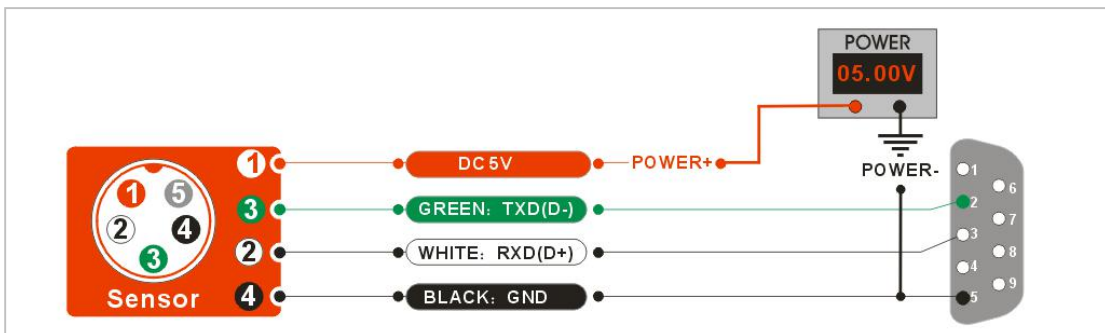 POWER
05.00V
1
DC5V
POWER+
POWER-
1
6
1
5
3
GREEN: TXD(D-)
2
7
2
4
2
WHITE: RXD(D+)
3
8
3
4
Sensor
4
BLACK: GND
5
9